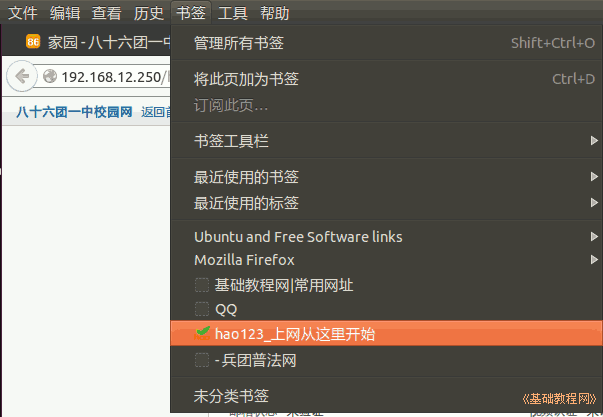 文件 编辑 查看 历史 书签 工具 帮助
86 家园 - 八十六团一中
管理所有书签 Shift+Ctrl+O
192.168.12.250/
将此页加为书签 Ctrl+D
订阅此页...
八十六团一中校园网 返回
书签工具栏
最近使用的书签
最近使用的标签
Ubuntu and Free Software links
Mozilla Firefox
基础教程网|常用网址
QQ
hao123_上网从这里开始
- 兵团普法网
未分类书签
《基础教程网》